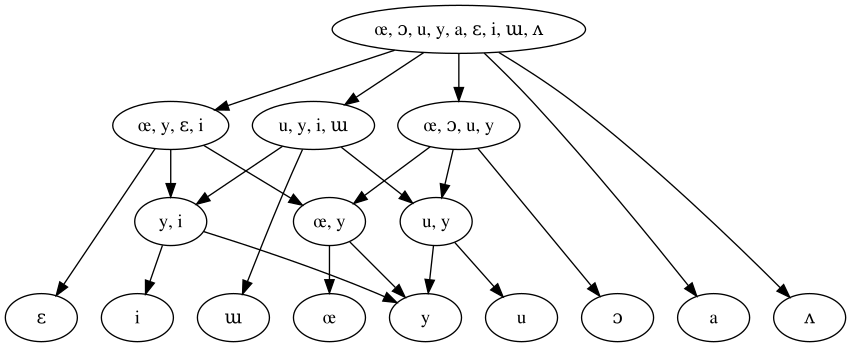 œ, ɔ, u, y, a, ɛ, i, ɯ, ʌ
œ, y, ɛ, i
u, y, i, ɯ
œ, ɔ, u, y
y, i
œ, y
u, y
ɛ
i
ɯ
œ
y
u
ɔ
a
ʌ